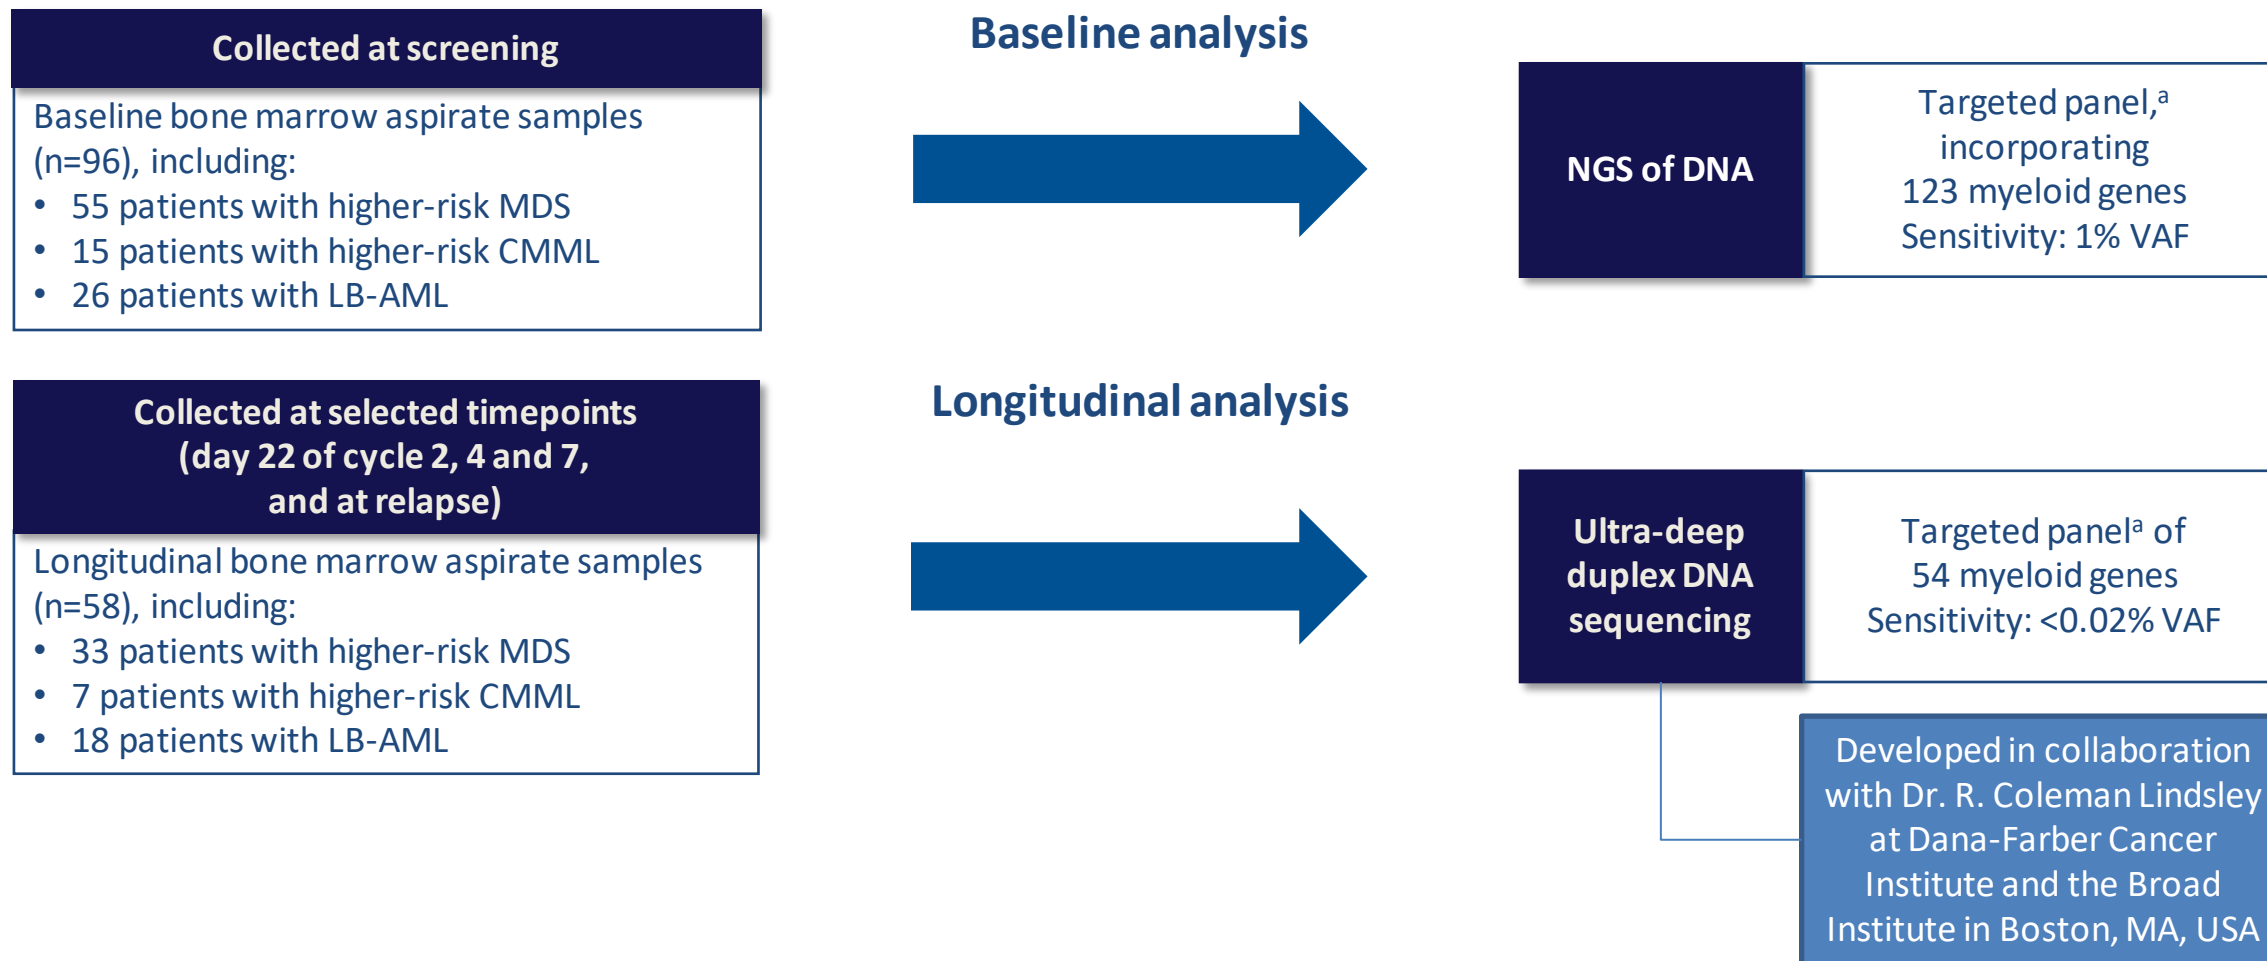 Collected at screening
Baseline bone marrow aspirate samples
(n=96), including:
• 55 patients with higher-risk MDS
• 15 patients with higher-risk CMML
• 26 patients with LB-AML
Baseline analysis
NGS of DNA
Targeted panel,ᵃ
incorporating
123 myeloid genes
Sensitivity: 1% VAF
Collected at selected timepoints
(day 22 of cycle 2, 4 and 7,
and at relapse)
Longitudinal bone marrow aspirate samples
(n=58), including:
• 33 patients with higher-risk MDS
• 7 patients with higher-risk CMML
• 18 patients with LB-AML
Longitudinal analysis
Ultra-deep
duplex DNA
sequencing
Targeted panelᵃ of
54 myeloid genes
Sensitivity: <0.02% VAF
Developed in collaboration
with Dr. R. Coleman Lindsley
at Dana-Farber Cancer
Institute and the Broad
Institute in Boston, MA, USA